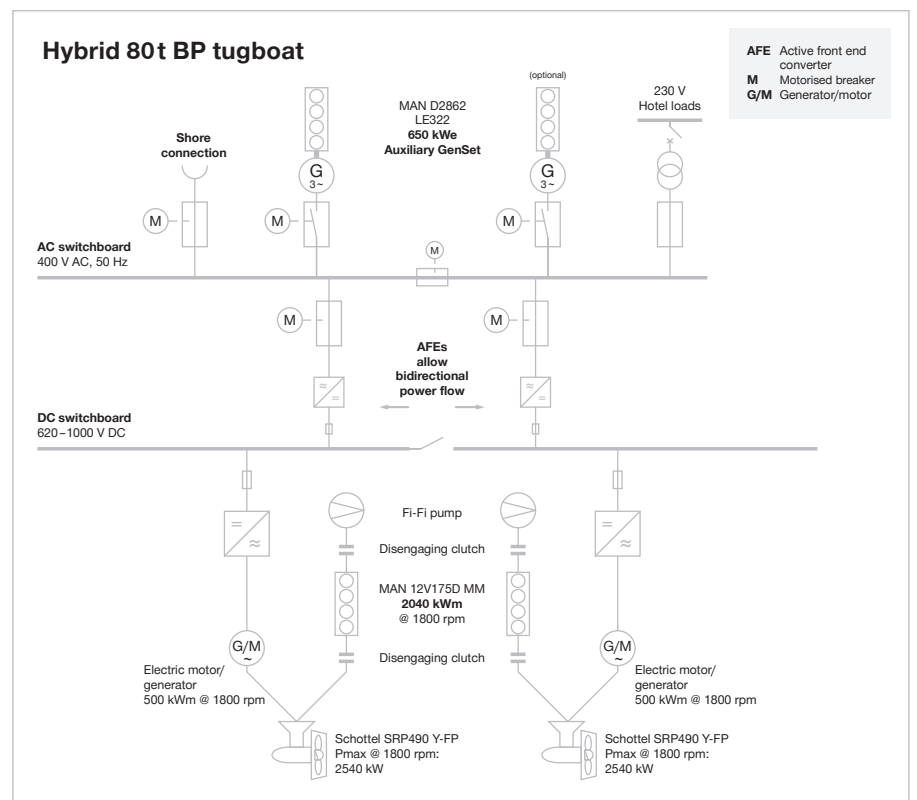 Hybrid 80 t BP tugboat
AFE Active front end
converter
M Motorised breaker
G/M Generator/motor
(optional)
MAN D2862
LE322
650 kWe
Auxiliary GenSet
230 V
Hotel loads
Shore
connection
G
3~
G
3~
M
M
M
AC switchboard
400 V AC, 50 Hz
M
M
M
AFEs
allow
bidirectional
power flow
≈
=
≈
=
DC switchboard
620–1000 V DC
Fi-Fi pump
=
≈
=
≈
Disengaging clutch
MAN 12V175D MM
2040 kWm
@ 1800 rpm
Disengaging clutch
G/M
~
G/M
~
Electric motor/
generator
500 kWm @ 1800 rpm
Electric motor/
generator
500 kWm @ 1800 rpm
Schottel SRP490 Y-FP
Pmax @ 1800 rpm:
2540 kW
Schottel SRP490 Y-FP
Pmax @ 1800 rpm:
2540 kW